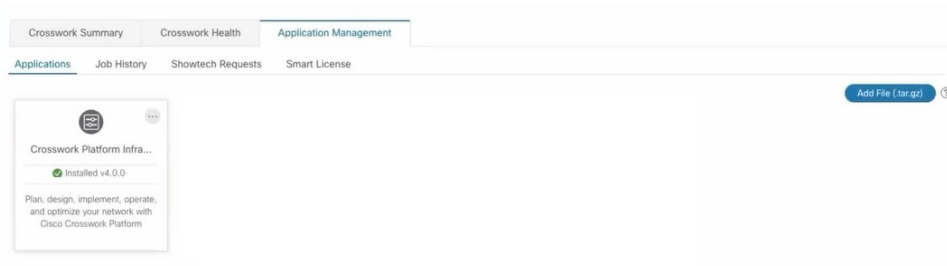 Crosswork Summary
Crosswork Health
Application Management
Applications
Job History
Showtech Requests
Smart License
Add File (.tar.gz)
Crosswork Platform Infra...
Installed v4.0.0
Plan, design, implement, operate,
and optimize your network with
Cisco Crosswork Platform